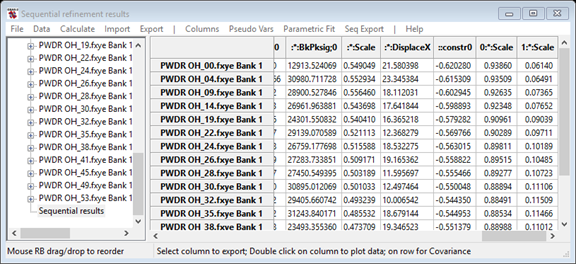 Sequential refinement results
File Data Calculate Import Export | Columns Pseudo Vars Parametric Fit Seq Export | Help
PWDR OH_19.fxye Bank 1
PWDR OH_22.fxye Bank 1
PWDR OH_24.fxye Bank 1
PWDR OH_26.fxye Bank 1
PWDR OH_28.fxye Bank 1
PWDR OH_30.fxye Bank 1
PWDR OH_32.fxye Bank 1
PWDR OH_35.fxye Bank 1
PWDR OH_38.fxye Bank 1
PWDR OH_41.fxye Bank 1
PWDR OH_45.fxye Bank 1
PWDR OH_49.fxye Bank 1
PWDR OH_53.fxye Bank 1
Sequential results
0 :*:BkPksig;0 :*:Scale :*:DisplaceX ::constr0 0:*:Scale 1:*:Scale
PWDR OH_00.fxye Bank 1 0 12913.524069 0.549049 21.580398 -0.620280 0.93860 0.06140
PWDR OH_04.fxye Bank 1 66 30980.711728 0.552934 23.345384 -0.615309 0.93509 0.06491
PWDR OH_09.fxye Bank 1 28900.527846 0.556460 18.112031 -0.602945 0.92635 0.07365
PWDR OH_14.fxye Bank 1 26961.963881 0.543698 17.641844 -0.598893 0.92348 0.07652
PWDR OH_19.fxye Bank 1 24301.550832 0.540410 16.365218 -0.579282 0.90961 0.09039
PWDR OH_22.fxye Bank 1 29139.070589 0.521113 12.368279 -0.569766 0.90289 0.09711
PWDR OH_24.fxye Bank 1 26759.177698 0.515588 18.532275 -0.563015 0.89811 0.10189
PWDR OH_26.fxye Bank 1 27283.733851 0.509171 19.165362 -0.558822 0.89515 0.10485
PWDR OH_28.fxye Bank 1 27450.549395 0.503189 11.595697 -0.555466 0.89277 0.10723
PWDR OH_30.fxye Bank 1 30895.012069 0.501033 12.497464 -0.550048 0.88894 0.11106
PWDR OH_32.fxye Bank 1 29405.660742 0.493239 10.006542 -0.544350 0.88491 0.11509
PWDR OH_35.fxye Bank 1 31243.840171 0.485532 18.679144 -0.544953 0.88534 0.11466
PWDR OH_38.fxye Bank 1 23493.355360 0.473709 19.346523 -0.551379 0.88988 0.11012
Mouse RB drag/drop to reorder Select column to export; Double click on column to plot data; on row for Covariance